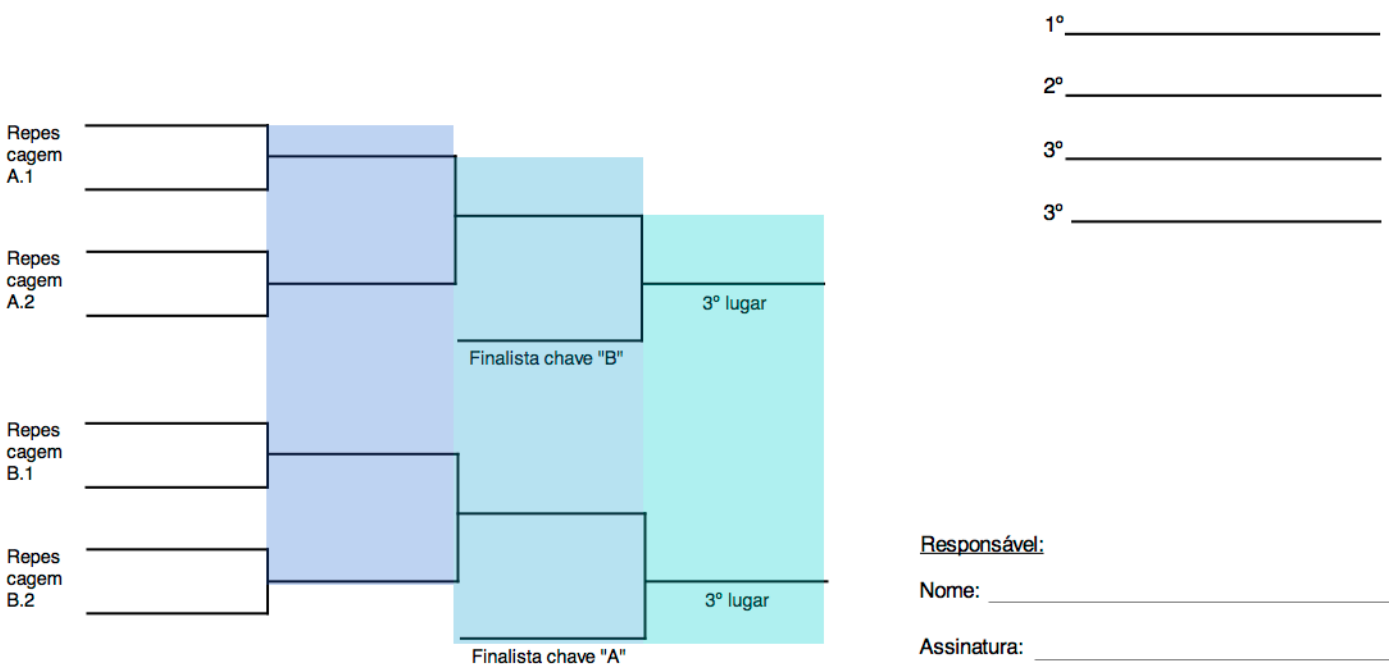 1º
2º
3º
3º
Repes
cagem
A.1
Repes
cagem
A.2
3º lugar
Finalista chave "B"
Repes
cagem
B.1
Repes
cagem
B.2
3º lugar
Finalista chave "A"
Responsável:
Nome:
Assinatura: